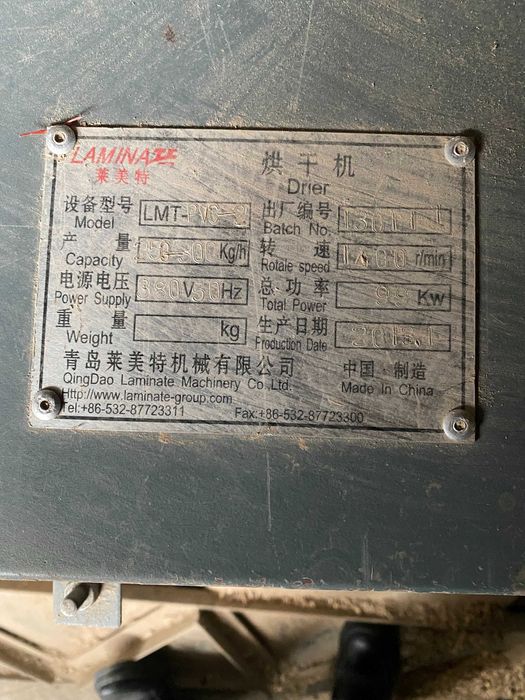 LAMINATE
莱美特
烘干机
Drier
设备型号 LMT- 出厂编号
Model Batch No.
产 量 Kg/h 转 速 r/min
Capacity Rotale speed
电源电压 380V50Hz 总功率 Kw
Power Supply Total Power
重 量 kg 生产日期
Weight Production Date
青岛莱美特机械有限公司 中国·制造
QingDao Laminate Machinery Co.,Ltd. Made In China
Http://www.laminate-group.com
Tel:+86-532-87723311 Fax:+86-532-87723300